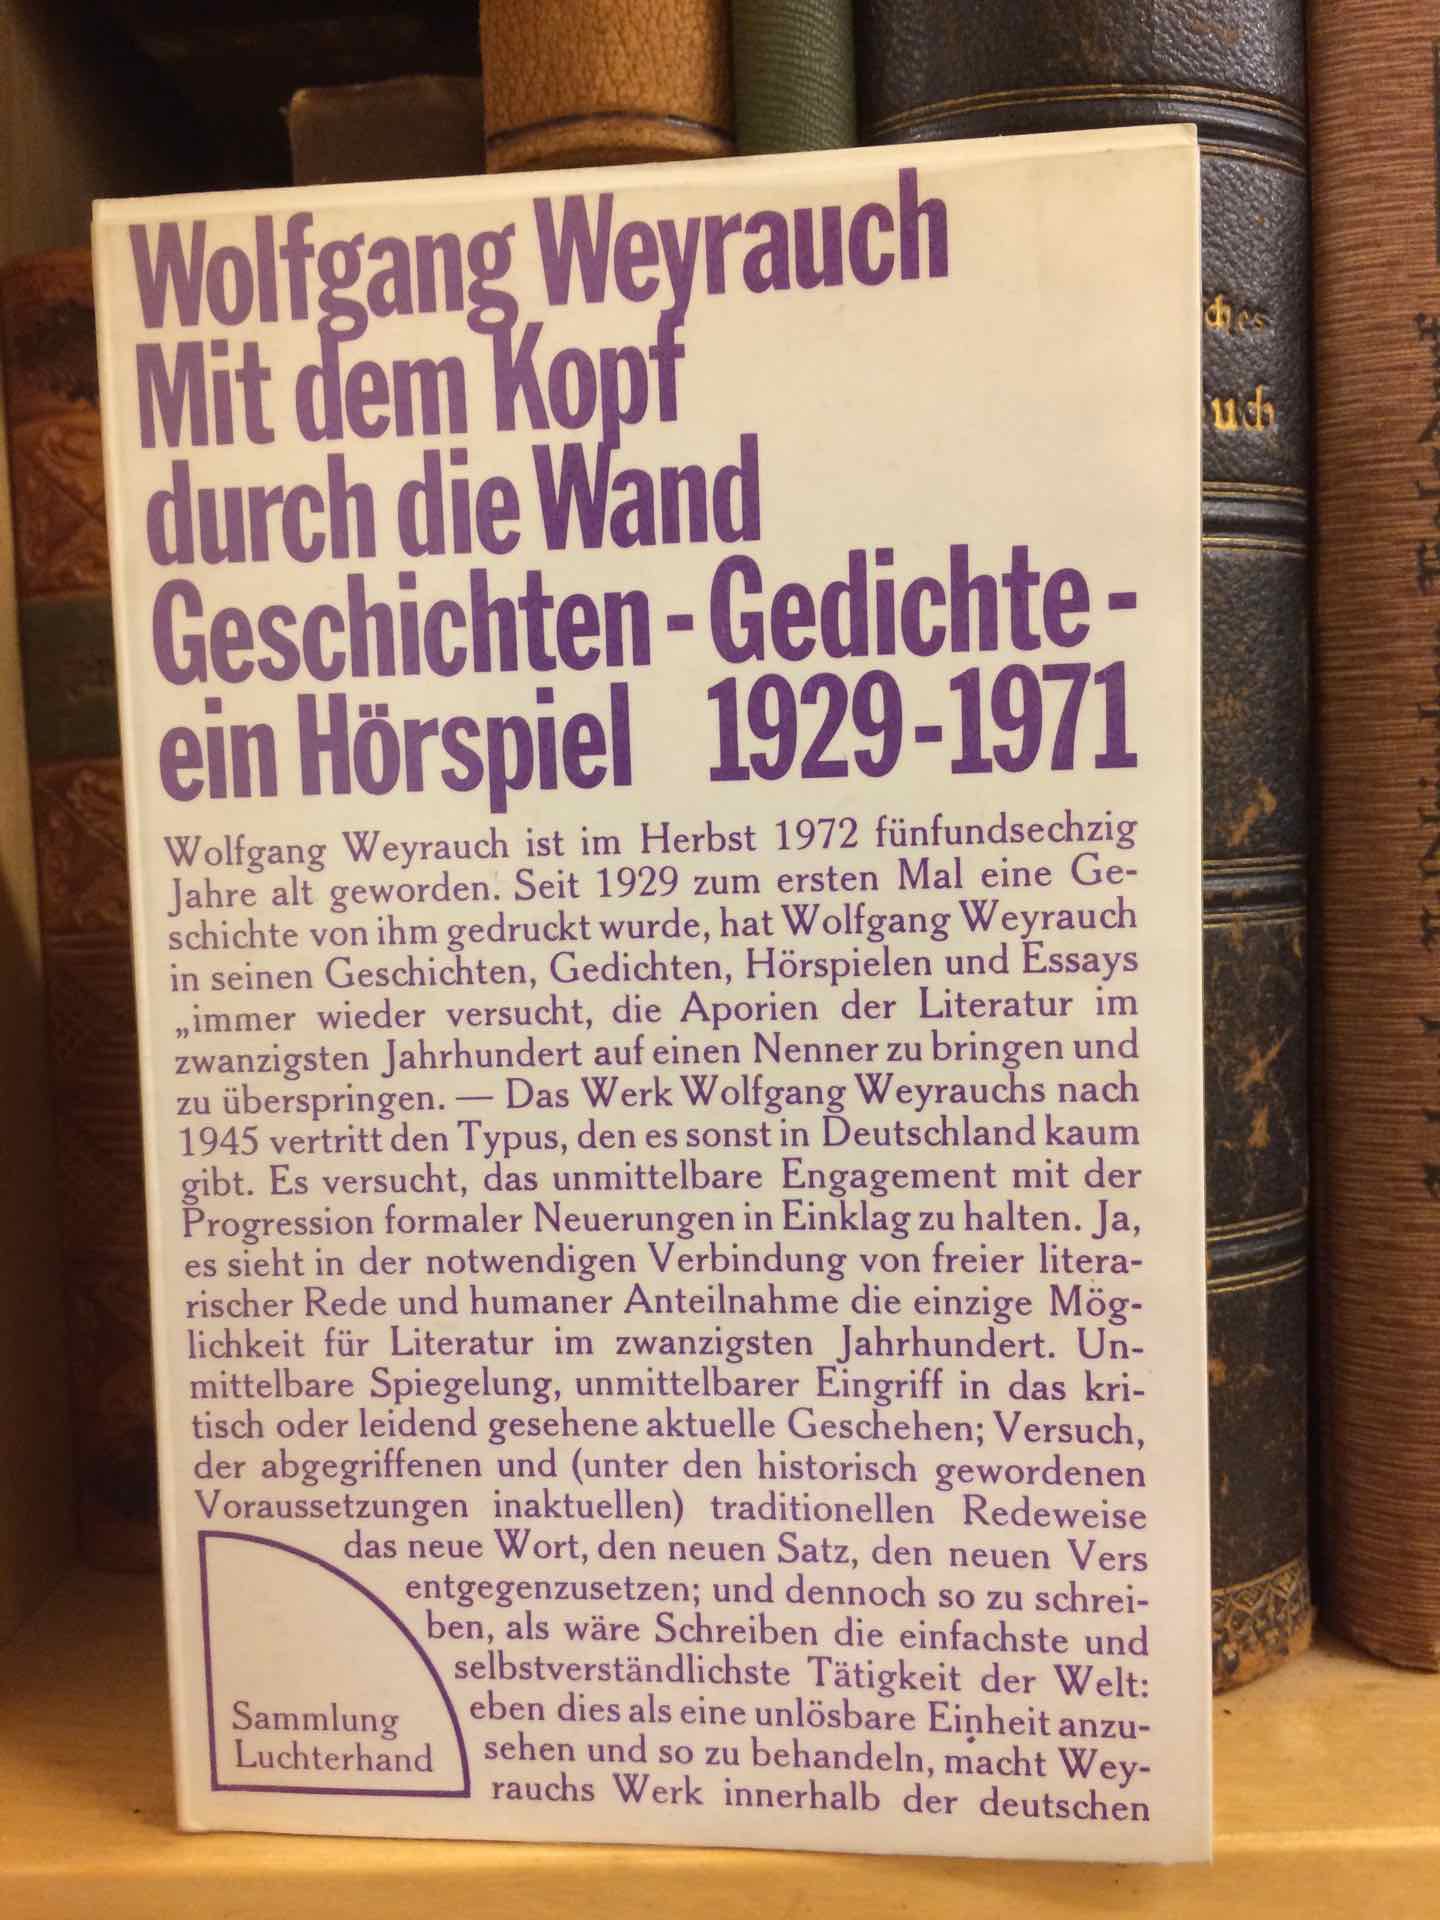 Wolfgang Weyrauch
Mit dem Kopf
durch die Wand
Geschichten - Gedichte -
ein Hörspiel 1929-1971
Wolfgang Weyrauch ist im Herbst 1972 fünfundsechzig
Jahre alt geworden. Seit 1929 zum ersten Mal eine Ge-
schichte von ihm gedruckt wurde, hat Wolfgang Weyrauch
in seinen Geschichten, Gedichten, Hörspielen und Essays
„immer wieder versucht, die Aporien der Literatur im
zwanzigsten Jahrhundert auf einen Nenner zu bringen und
zu überspringen. — Das Werk Wolfgang Weyrauchs nach
1945 vertritt den Typus, den es sonst in Deutschland kaum
gibt. Es versucht, das unmittelbare Engagement mit der
Progression formaler Neuerungen in Einklag zu halten. Ja,
es sieht in der notwendigen Verbindung von freier litera-
rischer Rede und humaner Anteilnahme die einzige Mög-
lichkeit für Literatur im zwanzigsten Jahrhundert. Un-
mittelbare Spiegelung, unmittelbarer Eingriff in das kri-
tisch oder leidend gesehene aktuelle Geschehen; Versuch,
der abgegriffenen und (unter den historisch gewordenen
Voraussetzungen inaktuellen) traditionellen Redeweise
das neue Wort, den neuen Satz, den neuen Vers
entgegenzusetzen; und dennoch so zu schrei-
ben, als wäre Schreiben die einfachste und
selbstverständlichste Tätigkeit der Welt:
eben dies als eine unlösbare Einheit anzu-
sehen und so zu behandeln, macht Wey-
rauchs Werk innerhalb der deutschen
Sammlung
Luchterhand
ches
uch